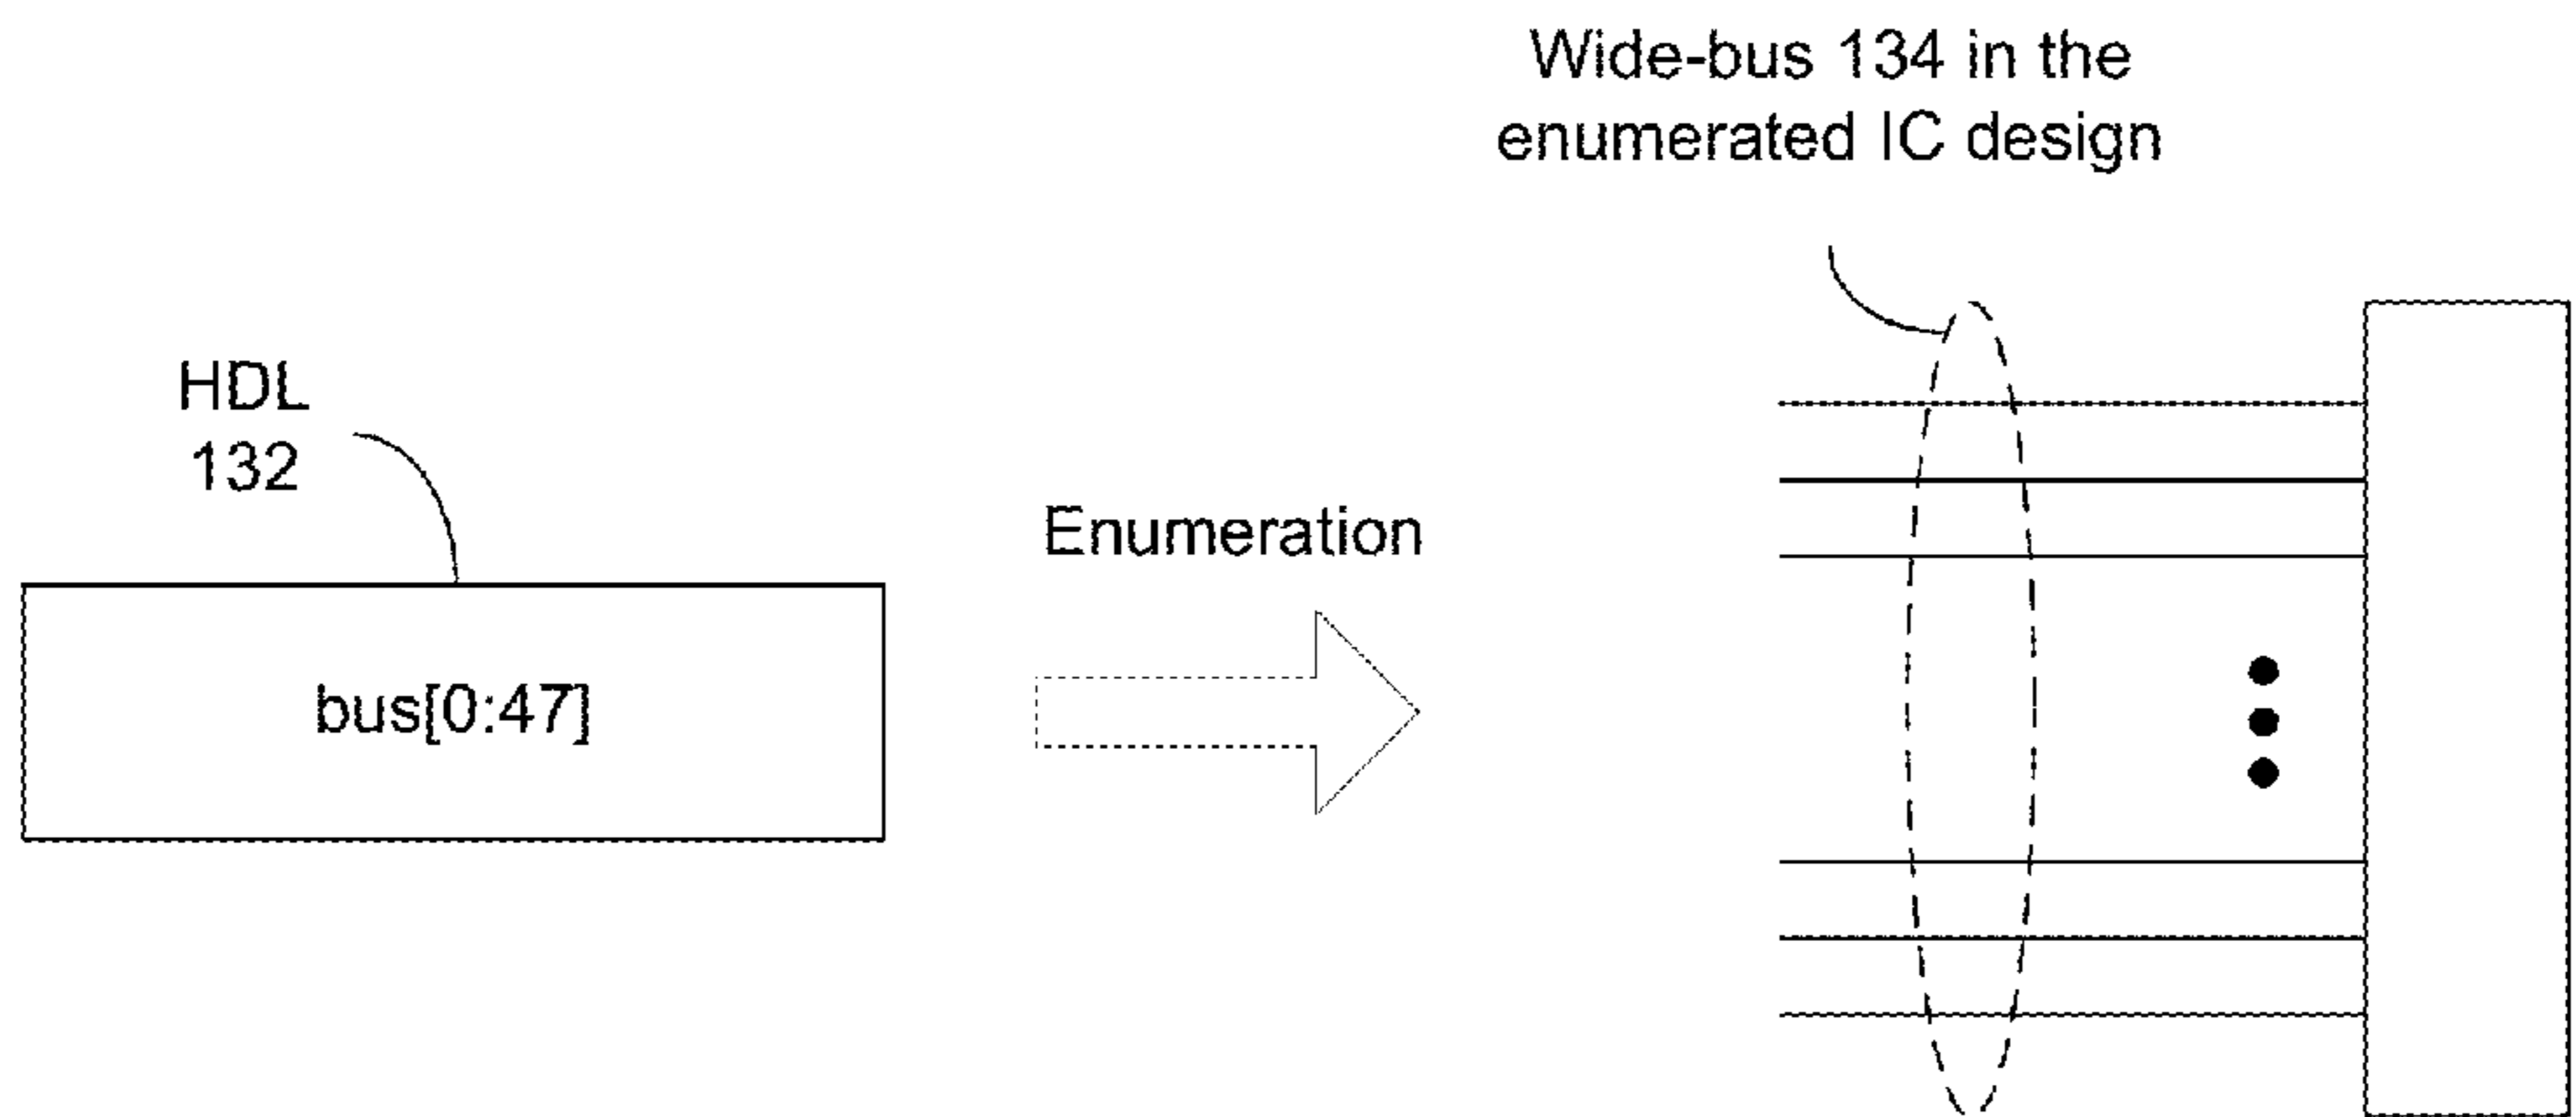 Wide-bus 134 in the
enumerated IC design
HDL
132
Enumeration
bus[0:47]